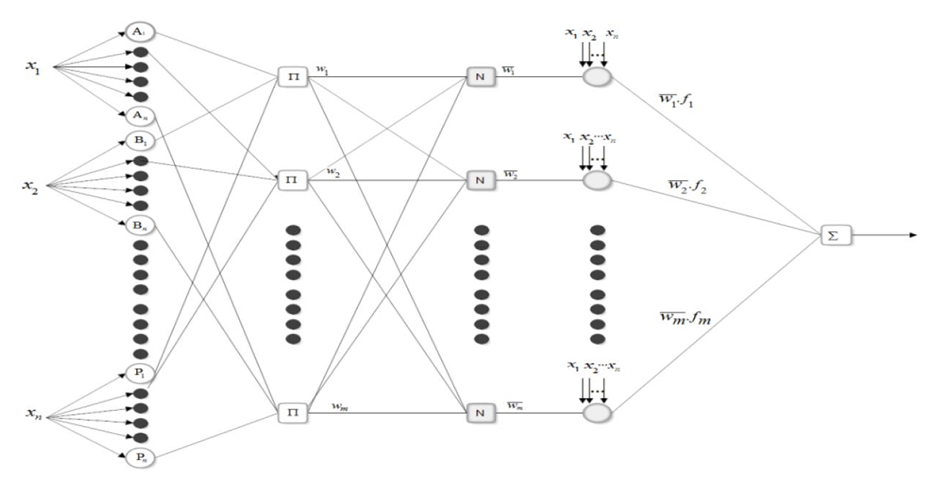 x1 x2 xn
A1
x1
Π w1 N w̅1
w̅1.f1
An
B1
x1 x2 ...xn
x2
Π w2 N w̅2
w̅2.f2
Bn
Σ
w̅m.fm
P1
x1 x2 ...xn
xn
Π wm N w̅m
Pn